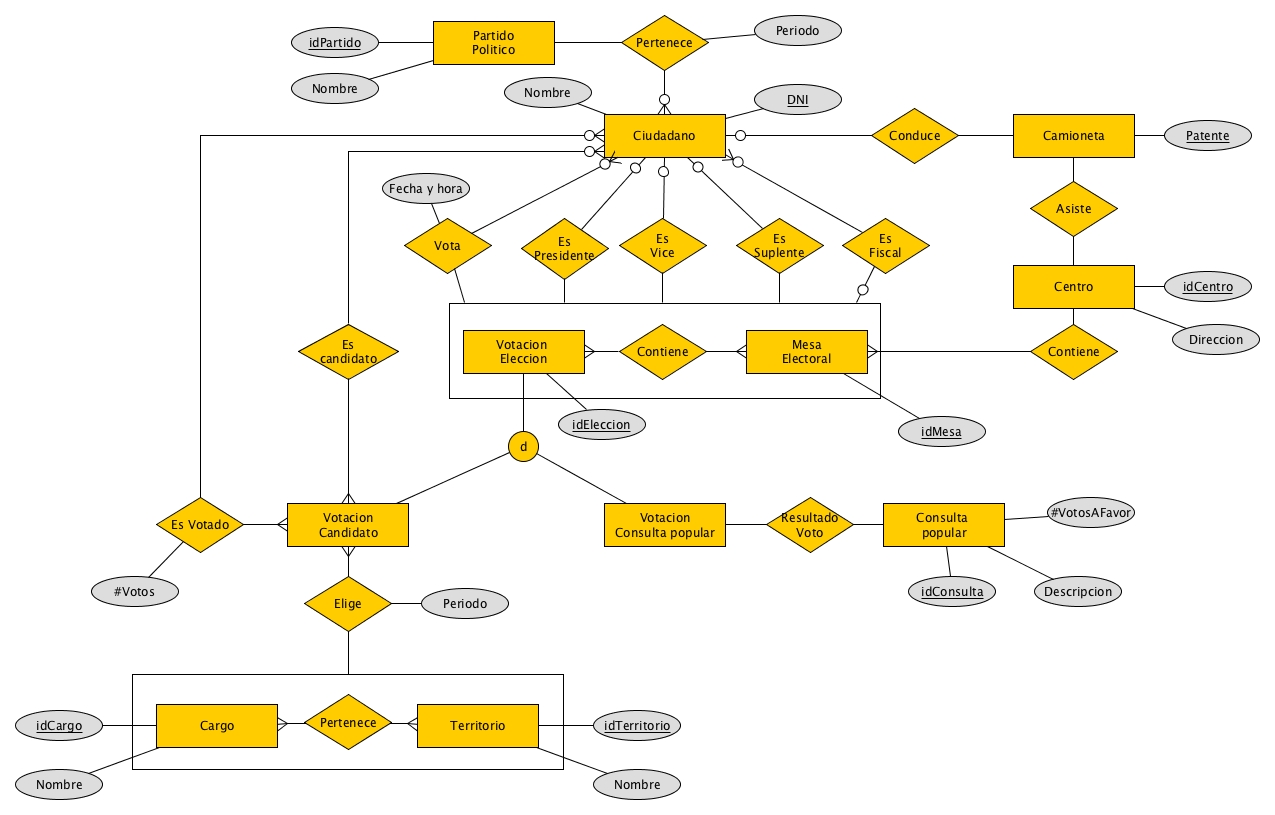 Partido
Politico
Pertenece
Periodo
idPartido
Nombre
Nombre
DNI
Ciudadano
Conduce
Camioneta
Patente
Fecha y hora
Asiste
Vota
Es
Presidente
Es
Vice
Es
Suplente
Es
Fiscal
Centro
idCentro
Direccion
Es
candidato
Votacion
Eleccion
Contiene
Mesa
Electoral
Contiene
idEleccion
idMesa
d
Es Votado
Votacion
Candidato
Votacion
Consulta popular
Resultado
Voto
Consulta
popular
#VotosAFavor
#Votos
idConsulta
Descripcion
Elige
Periodo
idCargo
Cargo
Pertenece
Territorio
idTerritorio
Nombre
Nombre